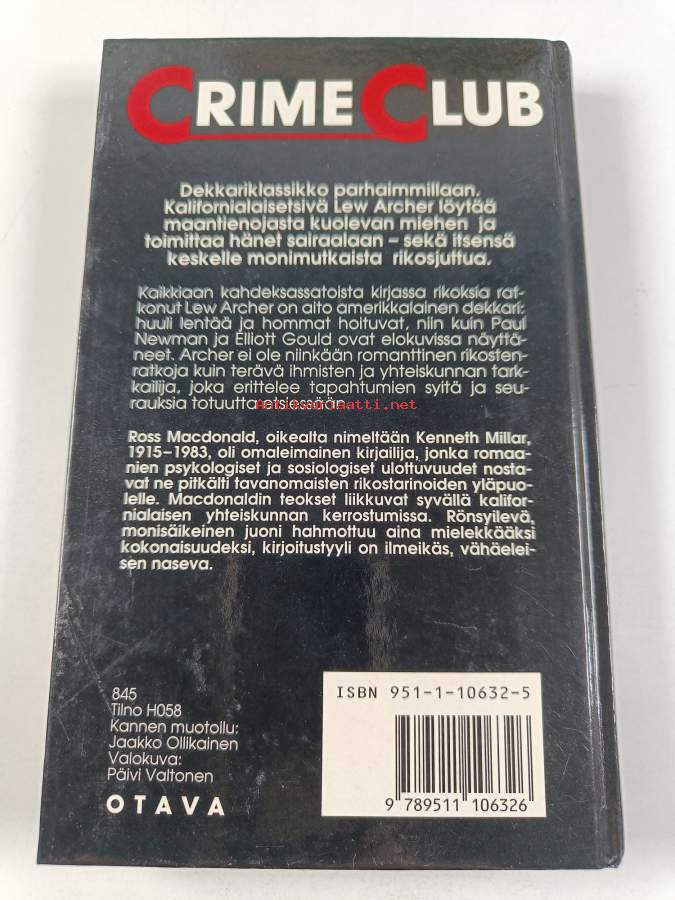 CRIME CLUB
Dekkariklassikko parhaimmillaan.
Kalifornialaisetsivä Lew Archer löytää
maantienojasta kuolevan miehen ja
toimittaa hänet sairaalaan – sekä itsensä
keskelle monimutkaista rikosjuttua.
Kaikkiaan kahdeksassatoista kirjassa rikoksia rat-
konut Lew Archer on aito amerikkalainen dekkari:
huuli lentää ja hommat hoituvat, niin kuin Paul
Newman ja Elliott Gould ovat elokuvissa näyttä-
neet. Archer ei ole niinkään romanttinen rikosten-
ratkoja kuin terävä ihmisten ja yhteiskunnan tark-
kailija, joka erittelee tapahtumien syitä ja seu-
rauksia totuutta etsiessään.
Ross Macdonald, oikealta nimeltään Kenneth Millar,
1915–1983, oli omaleimainen kirjailija, jonka romaa-
nien psykologiset ja sosiologiset ulottuvuudet nosta-
vat ne pitkälti tavanomaisten rikostarinoiden yläpuo-
lelle. Macdonaldin teokset liikkuvat syvällä kalifor-
nialaisen yhteiskunnan kerrostumissa. Rönsyilevä,
monisäikeinen juoni hahmottuu aina mielekkääksi
kokonaisuudeksi, kirjoitustyyli on ilmeikäs, vähäelei-
sen naseva.
845
Tilno H058
Kannen muotoilu:
Jaakko Ollikainen
Valokuva:
Päivi Valtonen
OTAVA
ISBN 951-1-10632-5
9 789511 106326